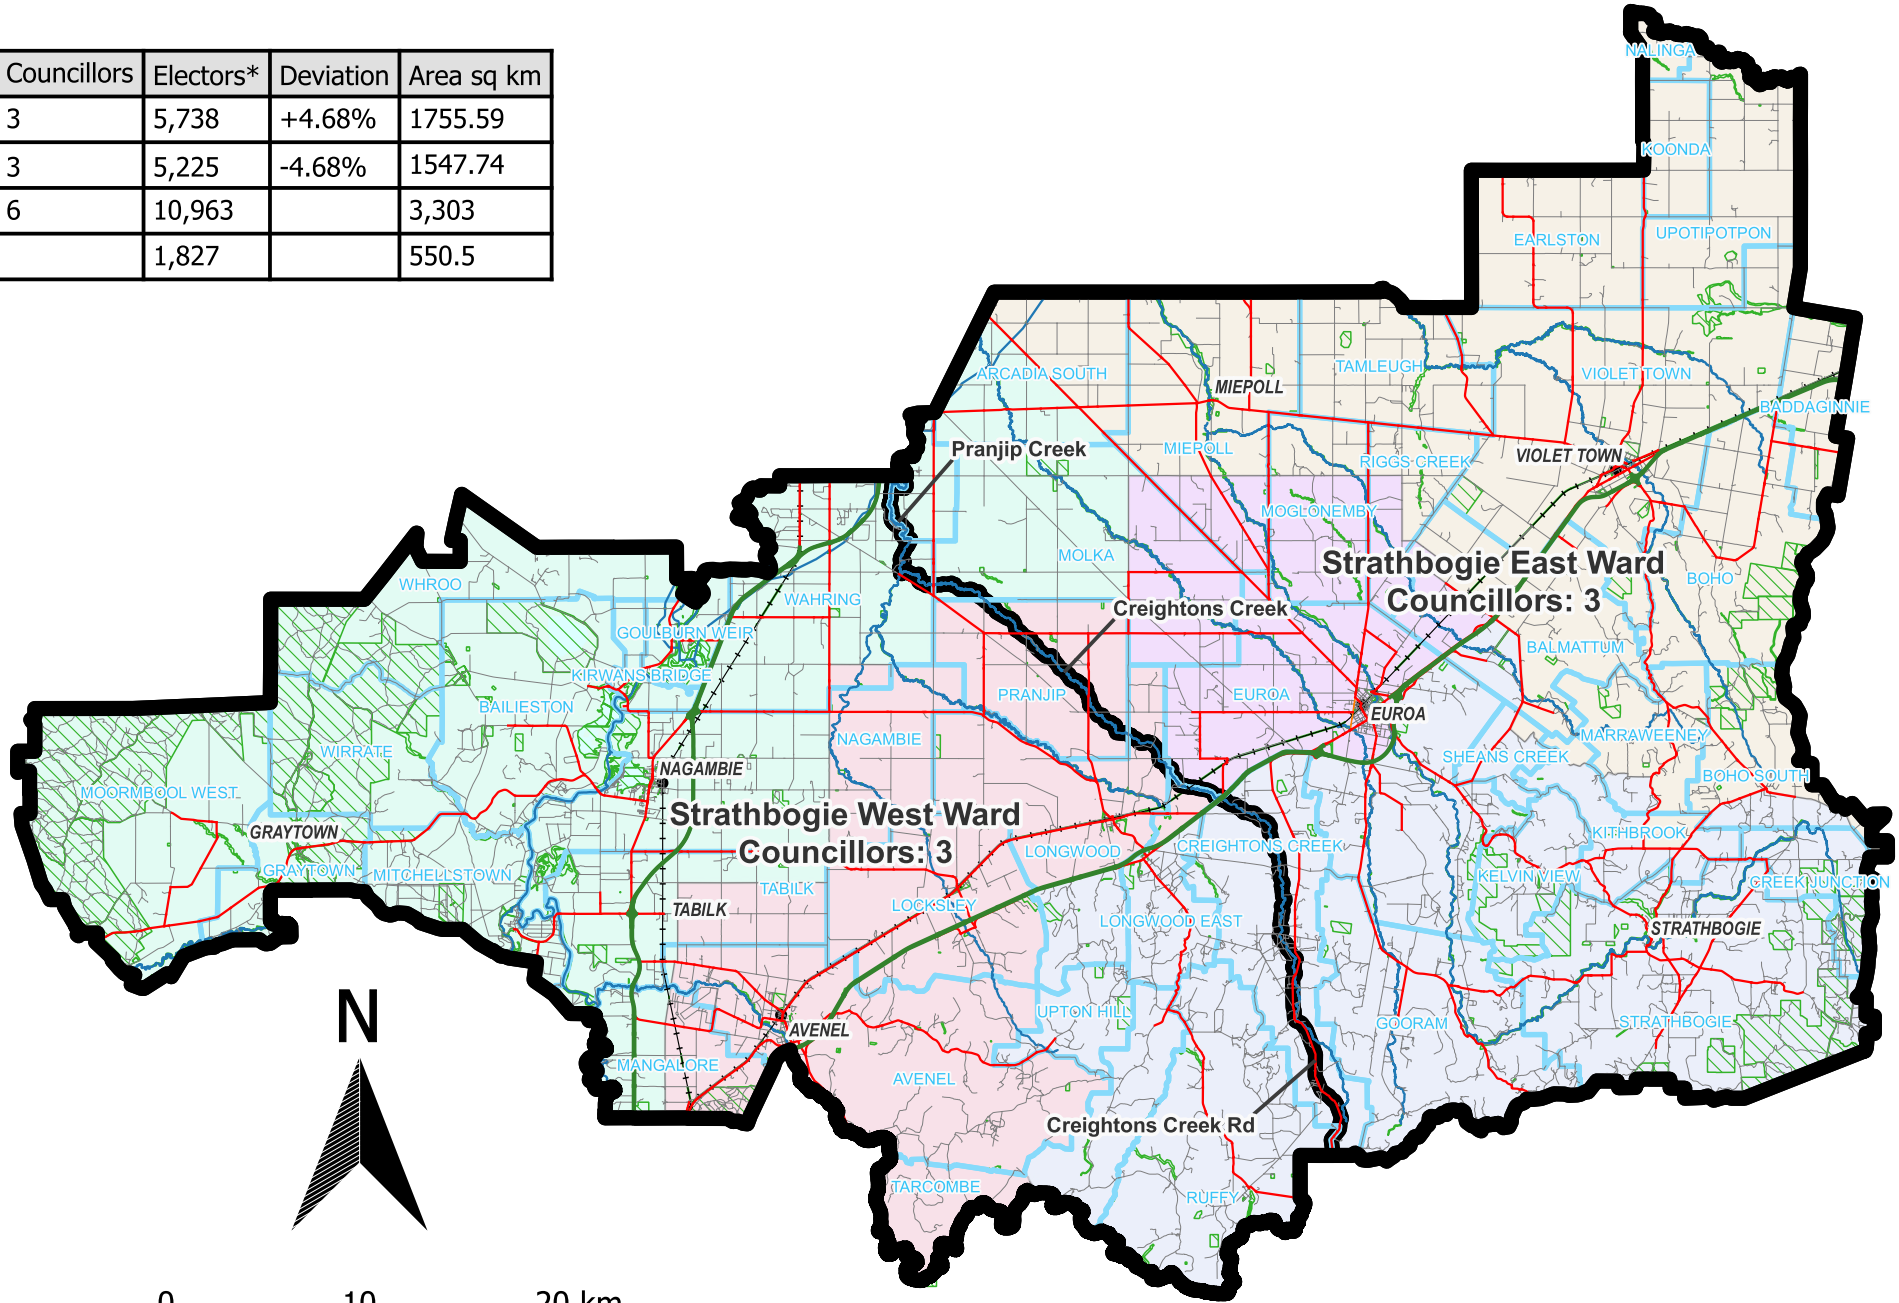 Councillors Electors* Deviation Area sq km
3 5,738 +4.68% 1755.59
3 5,225 -4.68% 1547.74
6 10,963 3,303
1,827 550.5
NALINGA
KOONDA
EARLSTON
UPOTIPOTPON
ARCADIA SOUTH
MIEPOLL
TAMLEUGH
VIOLET TOWN
BADDAGINNIE
Pranjip Creek
MIEPOLL
RIGGS CREEK
VIOLET TOWN
MOGLONEMBY
MOLKA
Strathbogie East Ward
Councillors: 3
BOHO
WHROO
WAHRING
Creightons Creek
GOULBURN WEIR
KIRWANS BRIDGE
BALMATTUM
BAILIESTON
PRANJIP
EUROA
EUROA
WIRRATE
NAGAMBIE
MARRAWEENEY
SHEANS CREEK
NAGAMBIE
BOHO SOUTH
MOORMBOOL WEST
Strathbogie West Ward
Councillors: 3
GRAYTOWN
KITHBROOK
LONGWOOD
CREIGHTONS CREEK
GRAYTOWN
MITCHELLSTOWN
TABILK
KELVIN VIEW
CREEK JUNCTION
LOCKSLEY
TABILK
LONGWOOD EAST
STRATHBOGIE
N
UPTON HILL
GOORAM
STRATHBOGIE
AVENEL
MANGALORE
AVENEL
Creightons Creek Rd
TARCOMBE
RUFFY
0 10 20 km